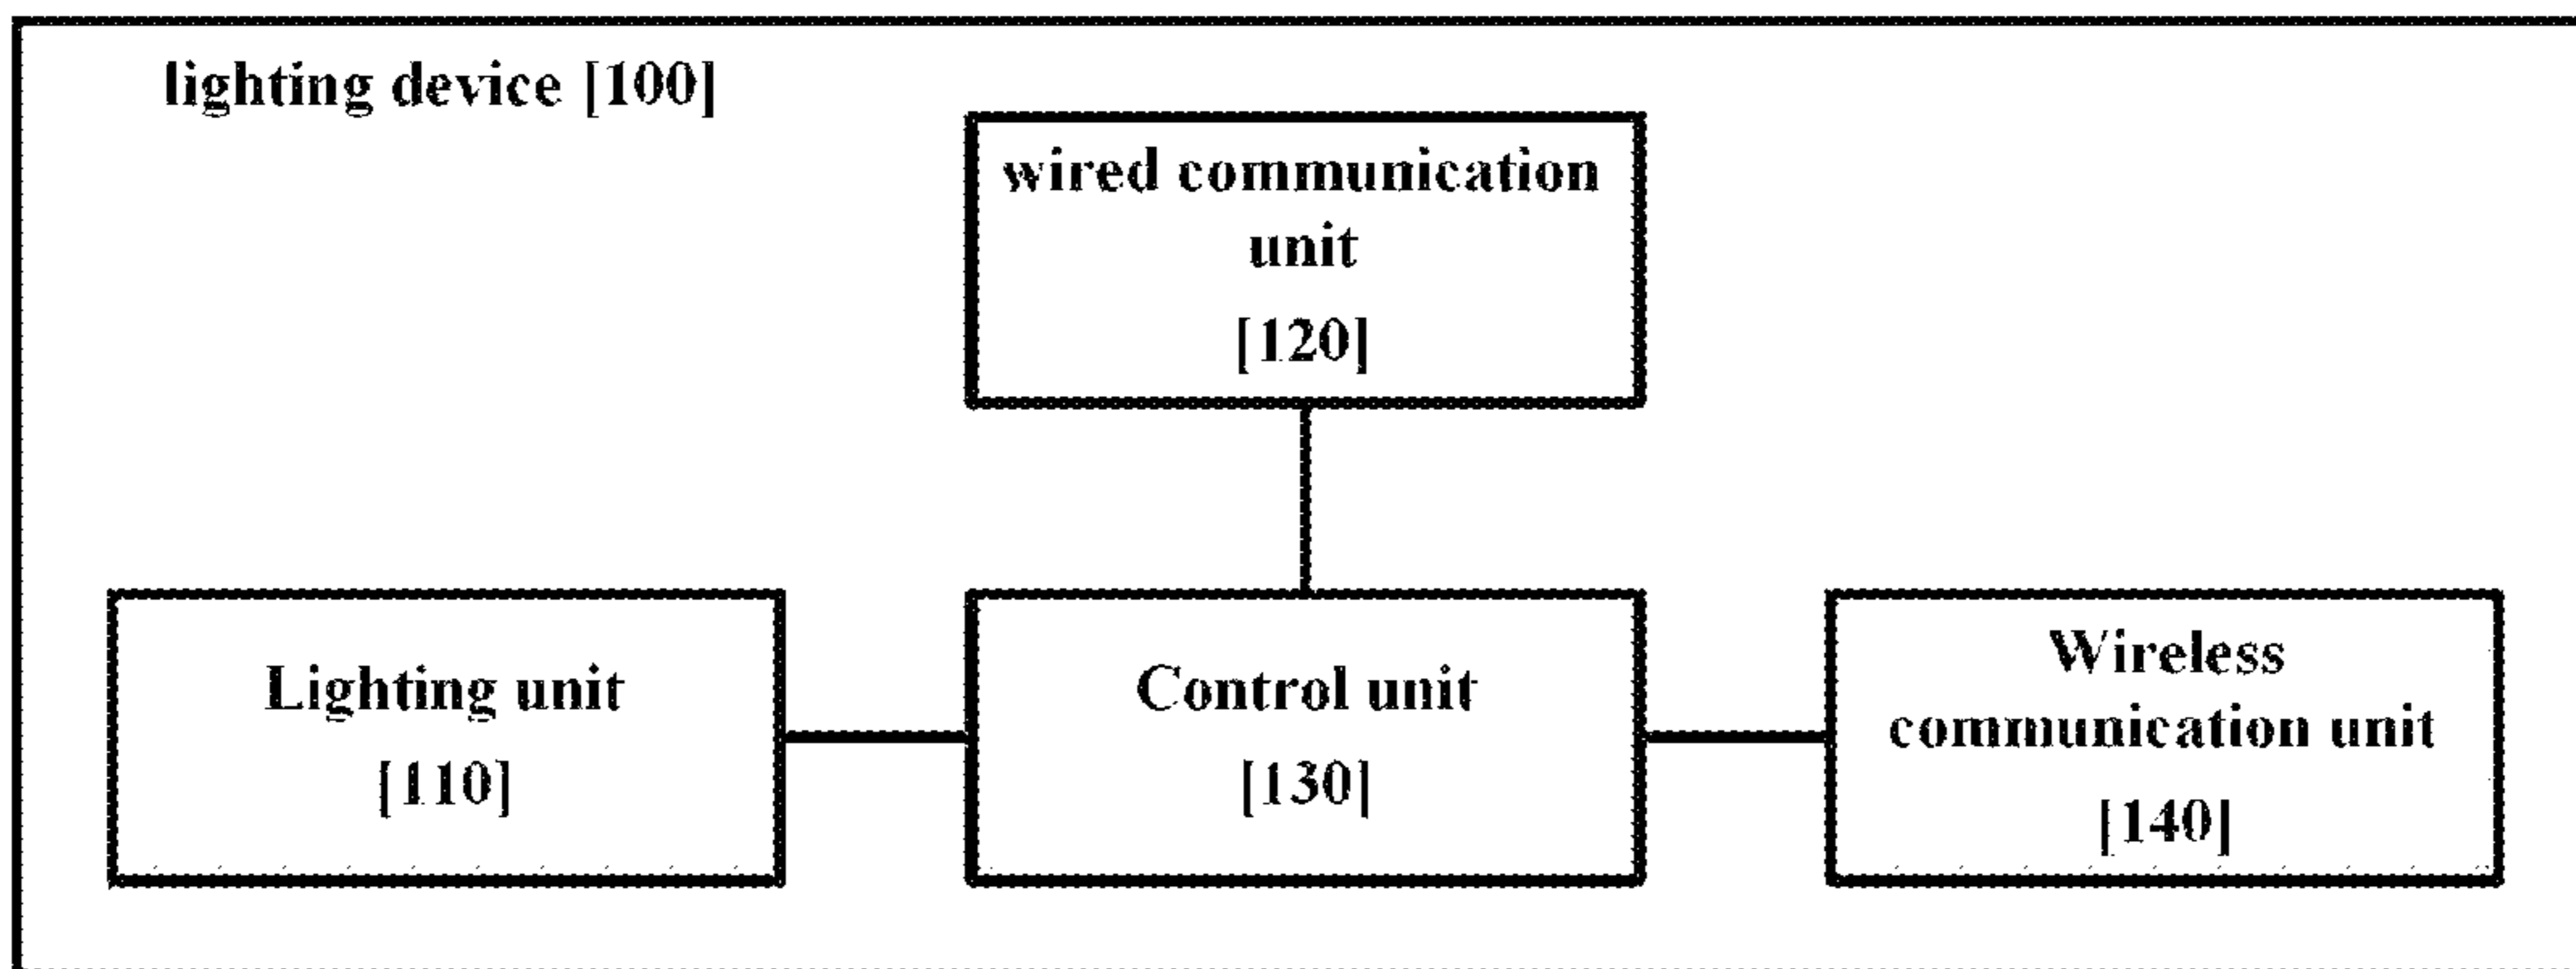 lighting device [100]
wired communication
unit
[120]
Lighting unit
[110]
Control unit
[130]
Wireless
communication unit
[140]